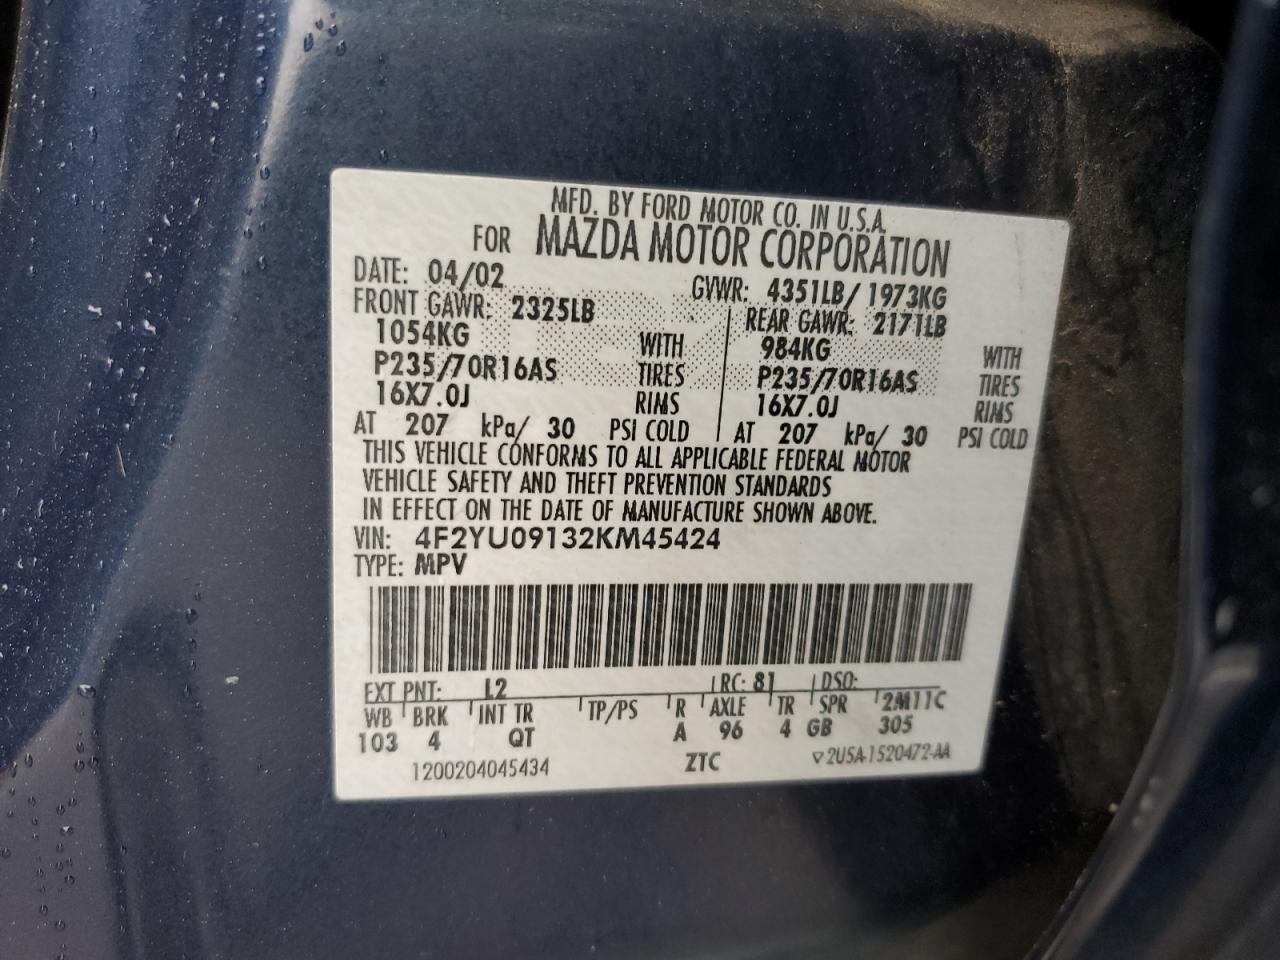 MFD. BY FORD MOTOR CO. IN U.S.A.
FOR MAZDA MOTOR CORPORATION
DATE: 04/02 GVWR: 4351LB/ 1973KG
FRONT GAWR: 2325LB REAR GAWR: 2171LB
1054KG WITH 984KG WITH
P235/70R16AS TIRES P235/70R16AS TIRES
16X7.0J RIMS 16X7.0J RIMS
AT 207 kPa/ 30 PSI COLD AT 207 kPa/ 30 PSI COLD
THIS VEHICLE CONFORMS TO ALL APPLICABLE FEDERAL MOTOR
VEHICLE SAFETY AND THEFT PREVENTION STANDARDS
IN EFFECT ON THE DATE OF MANUFACTURE SHOWN ABOVE.
VIN: 4F2YU09132KM45424
TYPE: MPV
EXT PNT: L2 RC: 81 DSO:
WB BRK INT TR TP/PS R AXLE TR SPR 2M11C
103 4 QT A 96 4 GB 305
1200204045434 ZTC ▽2U5A-1520472-AA